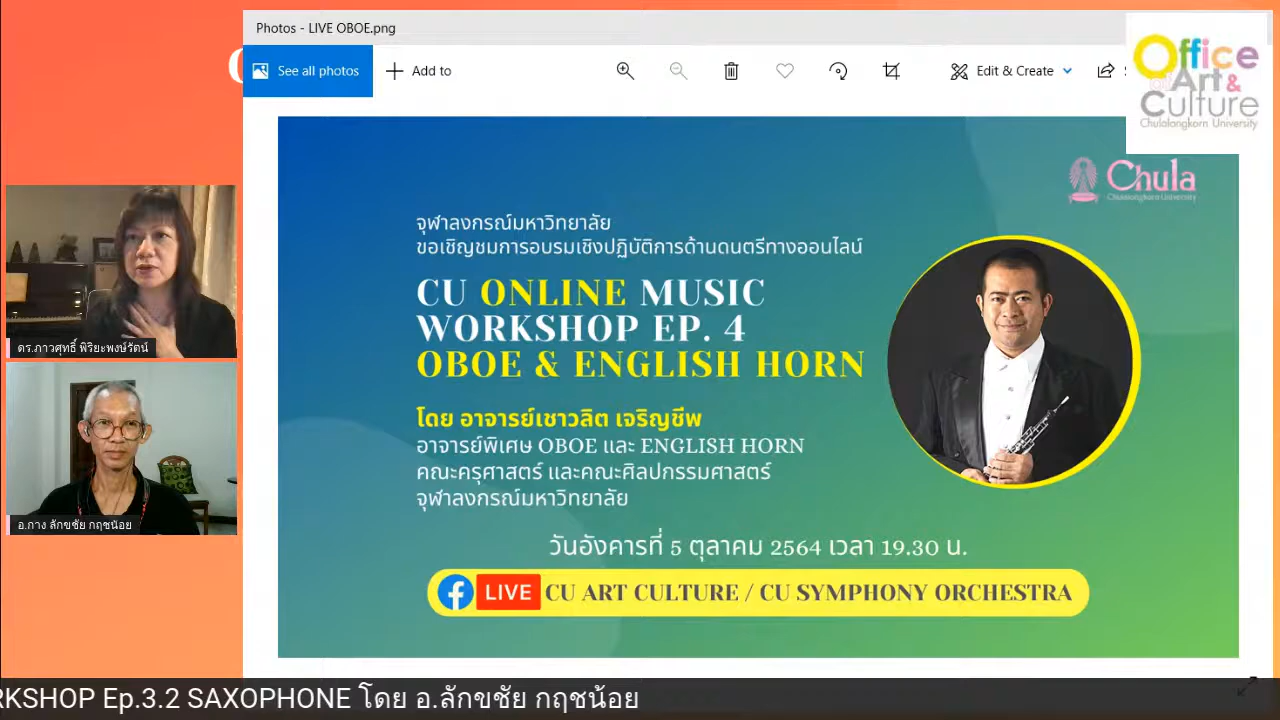 Photos - LIVE OBOE.png
See all photos
Add to
Edit & Create
Office
of Art &
Culture
Chulalongkorn University
Chula
Chulalongkorn University
จุฬาลงกรณ์มหาวิทยาลัย
ขอเชิญชมการอบรมเชิงปฏิบัติการด้านดนตรีทางออนไลน์
CU ONLINE MUSIC
WORKSHOP EP. 4
OBOE & ENGLISH HORN
โดย อาจารย์เชาวลิต เจริญชีพ
อาจารย์พิเศษ OBOE และ ENGLISH HORN
คณะครุศาสตร์ และคณะศิลปกรรมศาสตร์
จุฬาลงกรณ์มหาวิทยาลัย
วันอังคารที่ 5 ตุลาคม 2564 เวลา 19.30 น.
LIVE CU ART CULTURE / CU SYMPHONY ORCHESTRA
ดร.ภาวศุทธิ์ พิริยะพงษ์รัตน์
อ.กาง ลักขชัย กฤชน้อย
RKSHOP Ep.3.2 SAXOPHONE โดย อ.ลักขชัย กฤชน้อย